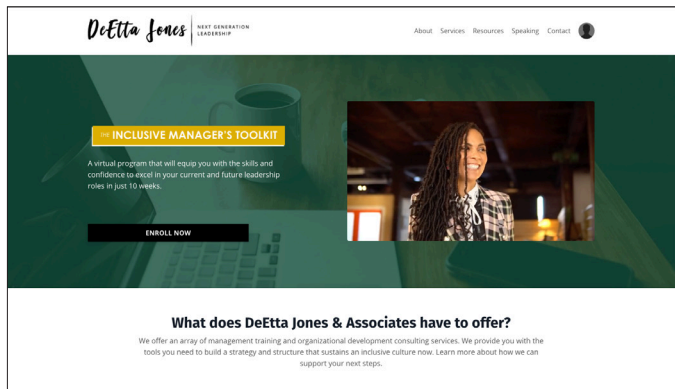 DeEtta Jones
NEXT GENERATION
LEADERSHIP
About Services Resources Speaking Contact
THE INCLUSIVE MANAGER'S TOOLKIT
A virtual program that will equip you with the skills and
confidence to excel in your current and future leadership
roles in just 10 weeks.
ENROLL NOW
What does DeEtta Jones & Associates have to offer?
We offer an array of management training and organizational development consulting services. We provide you with the
tools you need to build a strategy and structure that sustains an inclusive culture now. Learn more about how we can
support your next steps.